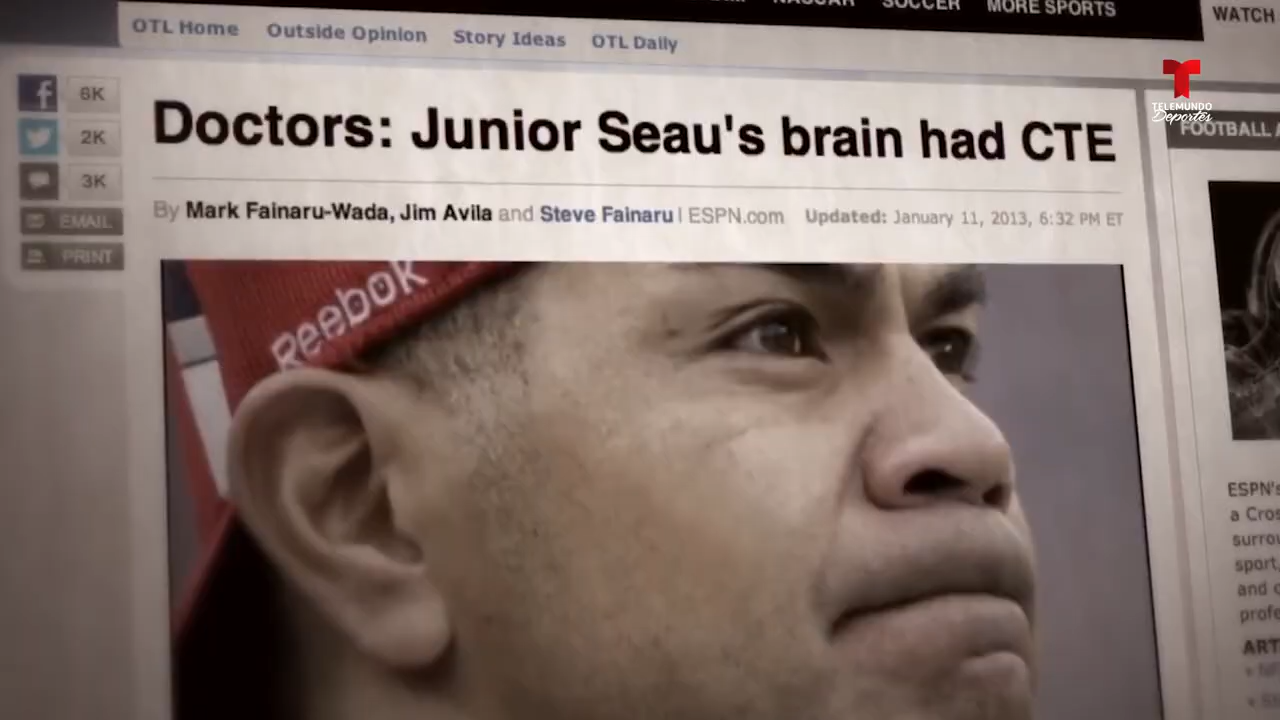 NASCAR SOCCER MORE SPORTS
WATCH
OTL Home Outside Opinion Story Ideas OTL Daily
6K
2K
3K
EMAIL
PRINT
Doctors: Junior Seau's brain had CTE
By Mark Fainaru-Wada, Jim Avila and Steve Fainaru | ESPN.com Updated: January 11, 2013, 6:32 PM ET
Reebok
TELEMUNDO
Deportes
FOOTBALL
ESPN's
a Cros
surrou
sport,
and c
profe
ART